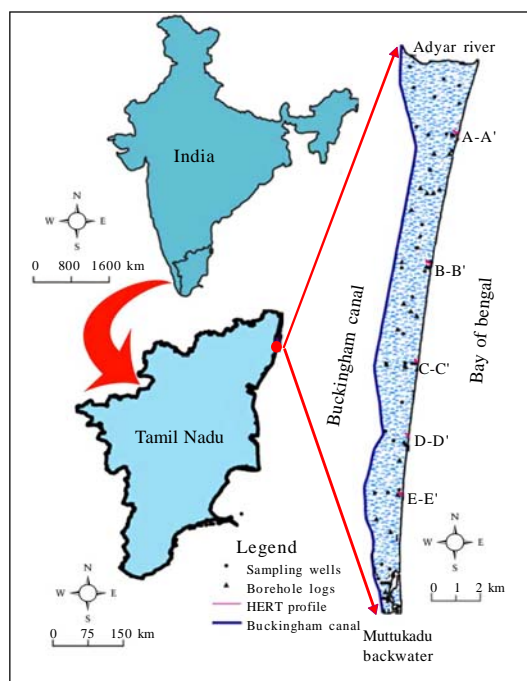 Adyar river
A-A'
India
N
W E
S
0 800 1600 km
B-B'
Buckingham canal
Bay of bengal
C-C'
Tamil Nadu
D-D'
E-E'
Legend
Sampling wells
Borehole logs
HERT profile
Buckingham canal
N
W E
S
0 75 150 km
N
W E
S
0 1 2 km
Muttukadu
backwater